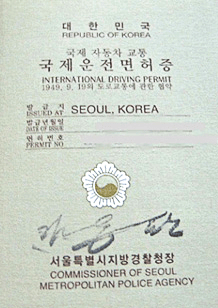 대 한 민 국
REPUBLIC OF KOREA
국제 자동차 교통
국제운전면허증
INTERNATIONAL DRIVING PERMIT
1949. 9. 19의 도로교통에 관한 협약
발 급 지
ISSUED AT SEOUL, KOREA
발급년월일
DATE OF ISSUE
면 허 번 호
PERMIT NO
서울특별시지방경찰청장
COMMISSIONER OF SEOUL
METROPOLITAN POLICE AGENCY